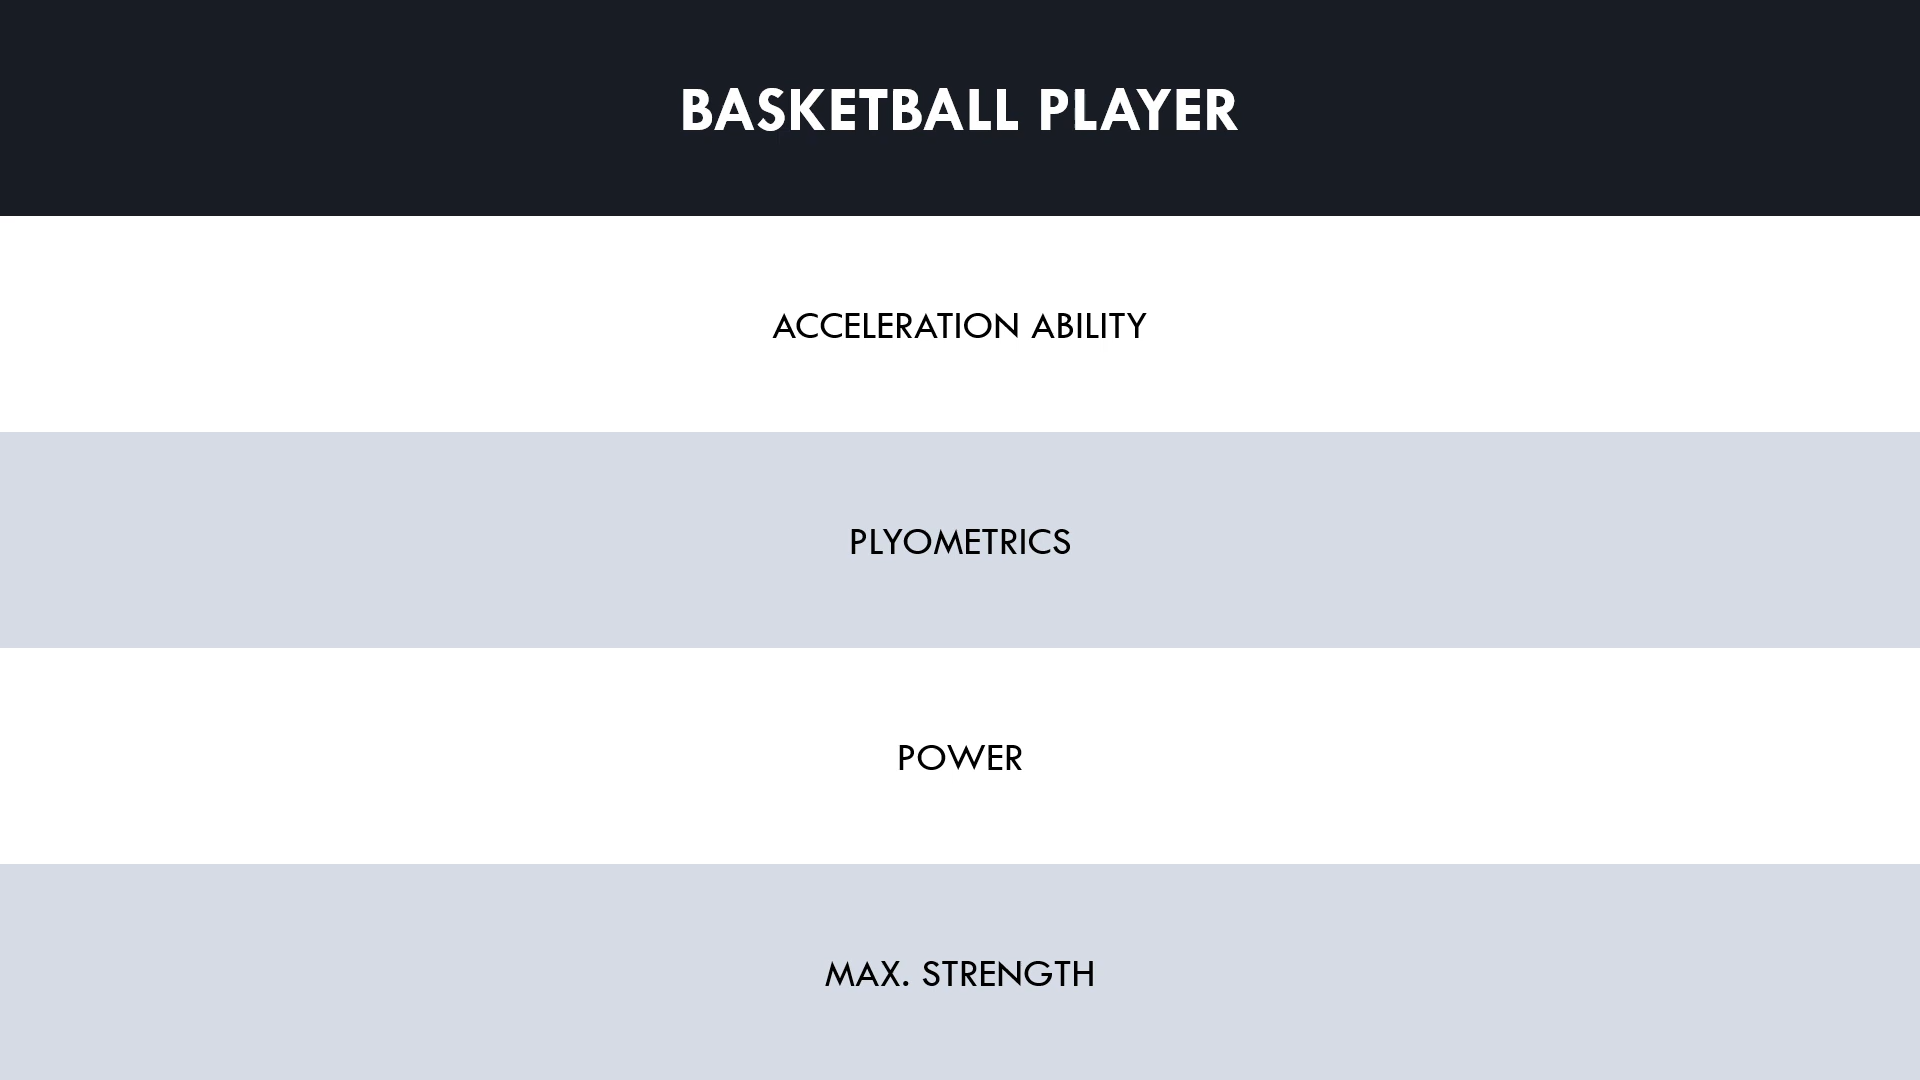 BASKETBALL PLAYER
ACCELERATION ABILITY
PLYOMETRICS
POWER
MAX. STRENGTH